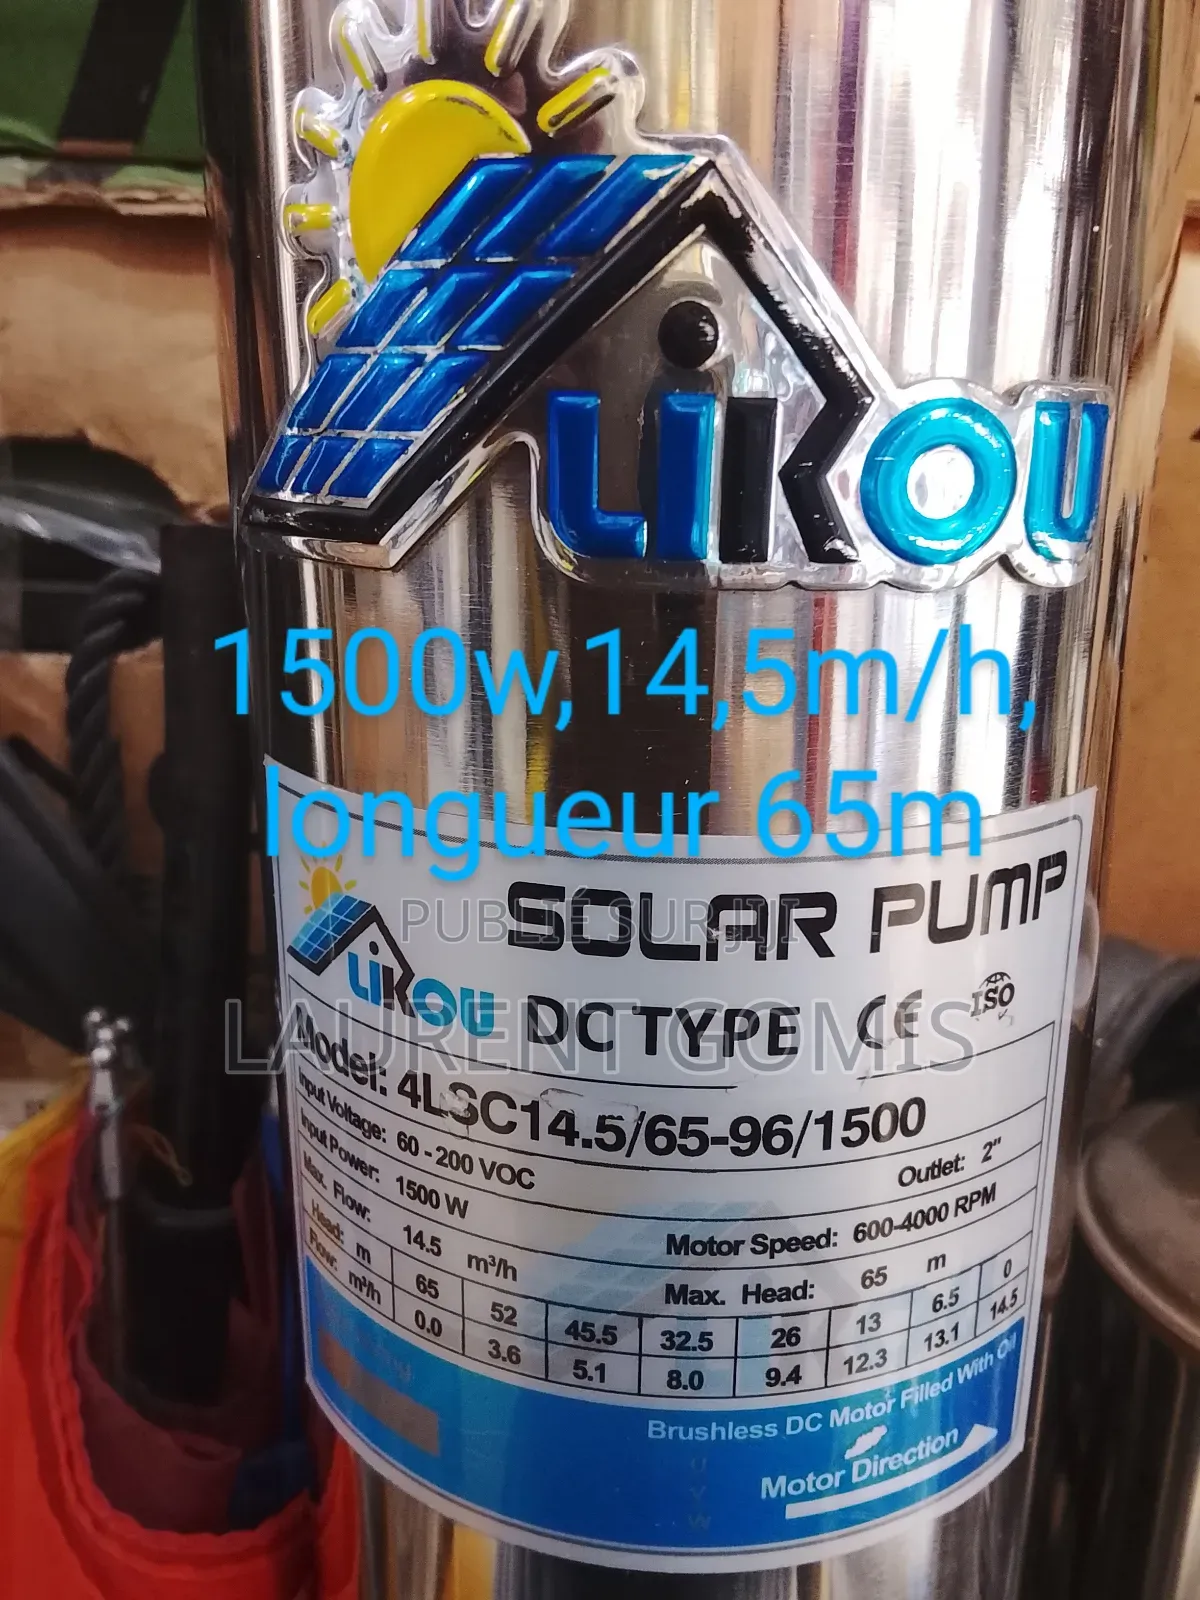 LiKOU
1500w,14,5m/h,
longueur 65m
SOLAR PUMP
PUBLIÉ SUR JIJI
LiKOU DC TYPE CE ISO
LAURENT GOMIS
Model: 4LSC14.5/65-96/1500
Input Voltage: 60 - 200 VOC Outlet: 2"
Input Power: 1500 W Motor Speed: 600-4000 RPM
Max. Flow: 14.5 m³/h Max. Head: 65 m
Head: m 65 52 45.5 32.5 26 13 6.5 0
Flow: m³/h 0.0 3.6 5.1 8.0 9.4 12.3 13.1 14.5
Brushless DC Motor Filled With Oil
Motor Direction